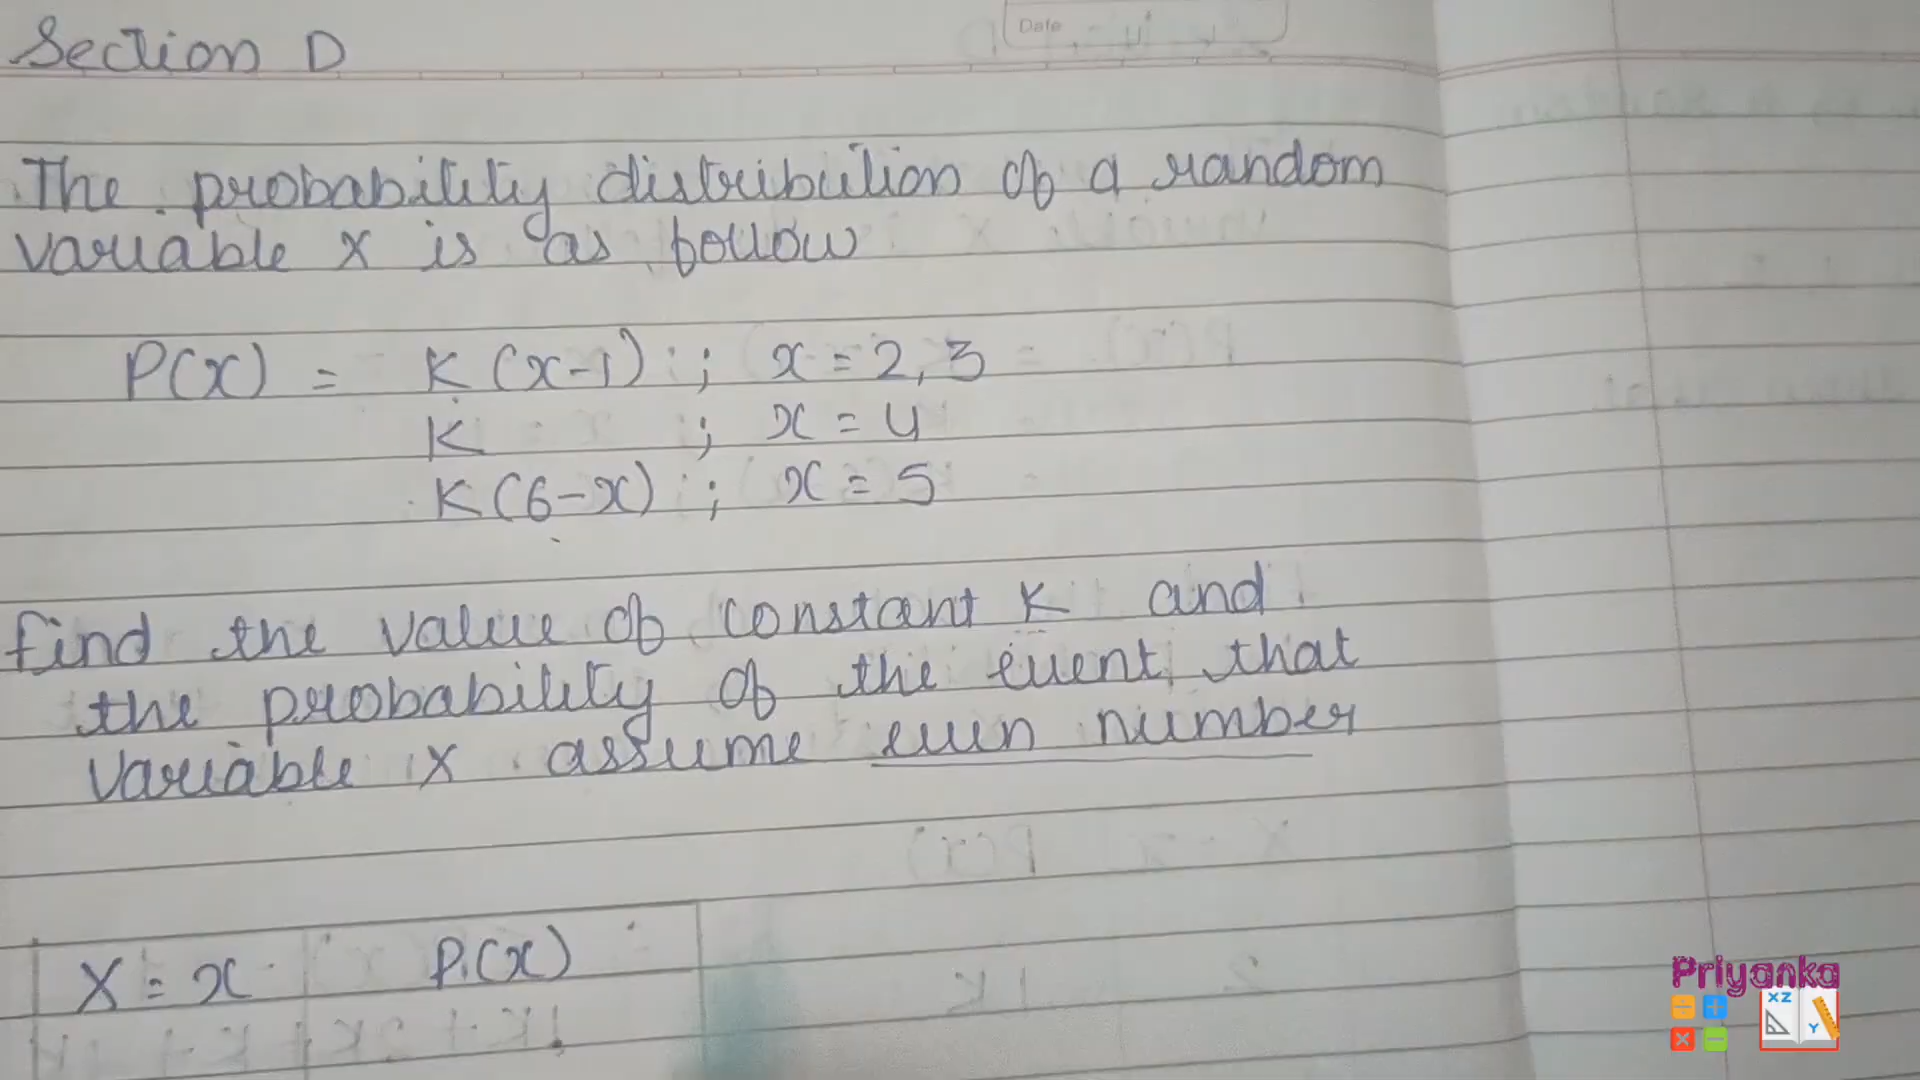 Date
Section D
The probability distribution of a random
variable x is as follow
P(x) = K (x-1) ; x = 2, 3
K ; x = 4
K (6-x) ; x = 5
find the value of constant K and
the probability of the event that
variable x assume even number
X = x P(x)
Priyanka
XZ
Y